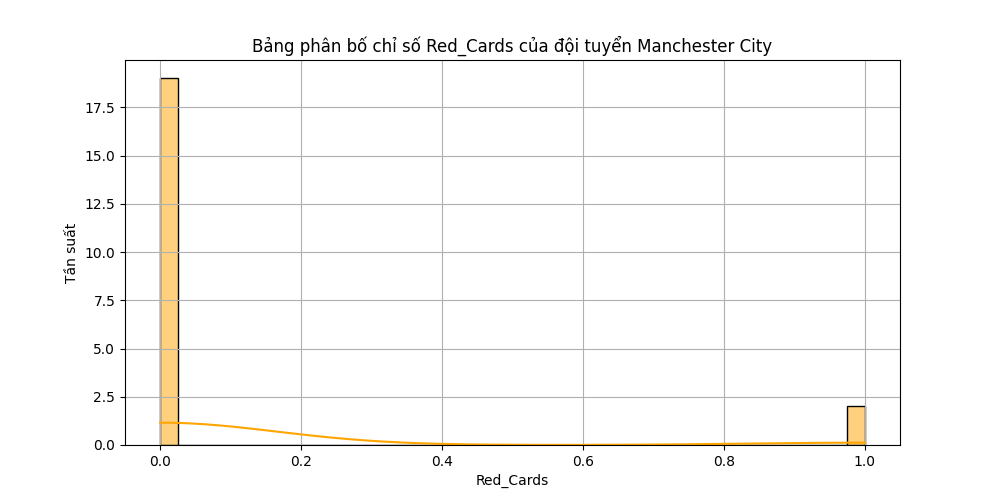 Bảng phân bố chỉ số Red_Cards của đội tuyển Manchester City
Tần suất
17.5
15.0
12.5
10.0
7.5
5.0
2.5
0.0
0.0 0.2 0.4 0.6 0.8 1.0
Red_Cards